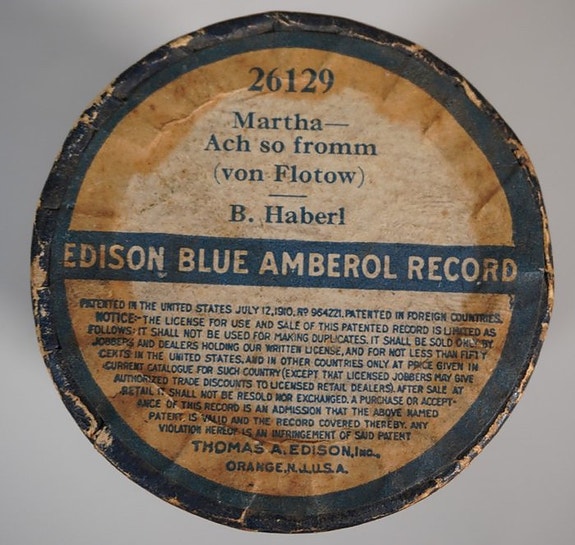 26129
Martha—
Ach so fromm
(von Flotow)
B. Haberl
EDISON BLUE AMBEROL RECORD
PATENTED IN THE UNITED STATES JULY 12, 1910. Nº 964221. PATENTED IN FOREIGN COUNTRIES.
NOTICE:- THE LICENSE FOR USE AND SALE OF THIS PATENTED RECORD IS LIMITED AS
FOLLOWS: IT SHALL NOT BE USED FOR MAKING DUPLICATES. IT SHALL BE SOLD ONLY BY
JOBBERS AND DEALERS HOLDING OUR WRITTEN LICENSE, AND FOR NOT LESS THAN FIFTY
CENTS IN THE UNITED STATES, AND IN OTHER COUNTRIES ONLY AT PRICE GIVEN IN
CURRENT CATALOGUE FOR SUCH COUNTRY (EXCEPT THAT LICENSED JOBBERS MAY GIVE
AUTHORIZED TRADE DISCOUNTS TO LICENSED RETAIL DEALERS). AFTER SALE AT
RETAIL IT SHALL NOT BE RESOLD NOR EXCHANGED. A PURCHASE OR ACCEPT-
ANCE OF THIS RECORD IS AN ADMISSION THAT THE ABOVE NAMED
PATENT IS VALID AND THE RECORD COVERED THEREBY. ANY
VIOLATION HEREOF IS AN INFRINGEMENT OF SAID PATENT
THOMAS A. EDISON, INC.,
ORANGE, N.J., U.S.A.